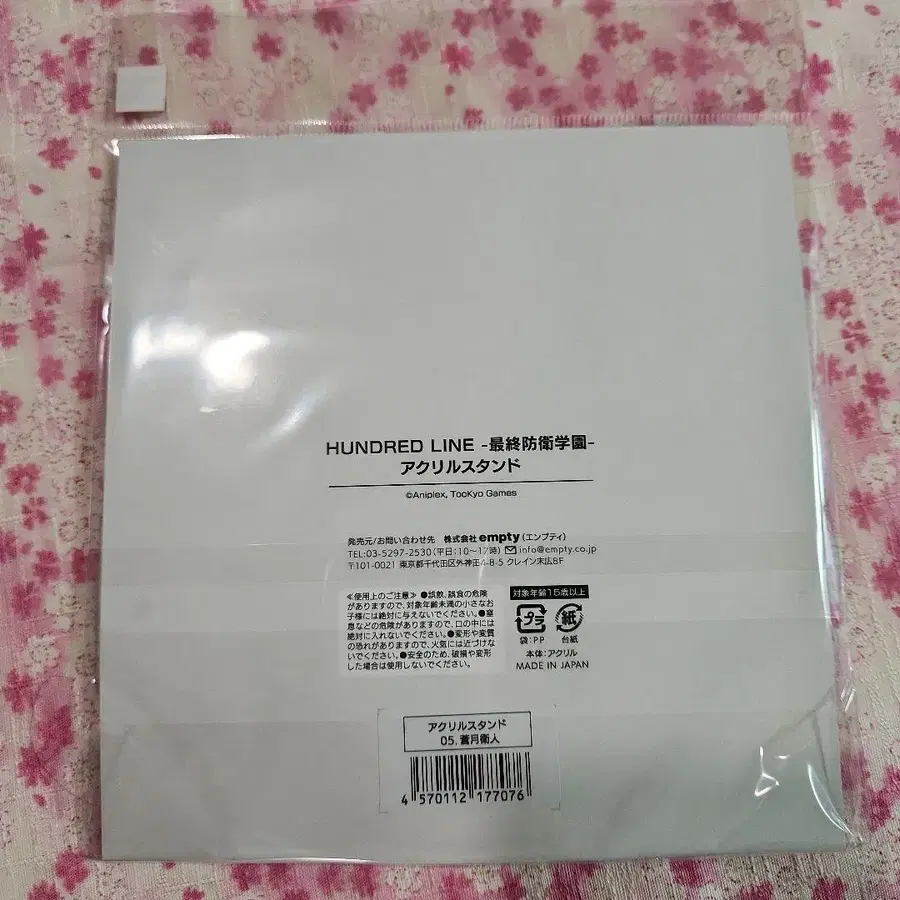 HUNDRED LINE -最終防衛学園-
アクリルスタンド
©Aniplex, TooKyo Games
発売元/お問い合わせ先 株式会社empty(エンプティ)
TEL:03-5297-2530(平日:10~17時) info@empty.co.jp
〒101-0021 東京都千代田区外神田4-8-5 クレイン末広8F
≪使用上のご注意≫ ●誤飲、誤食の危険
がありますので、対象年齢未満の小さなお
子様には絶対に与えないでください。●窒
息などの危険がありますので、口の中には
絶対に入れないでください。●変形や変質
の恐れがありますので、火気には近づけな
いでください。●安全のため、破損や変形
した場合は使用しないでください。
対象年齢15歳以上
プラ 紙
袋:PP 台紙
本体:アクリル
MADE IN JAPAN
アクリルスタンド
05.蒼月衛人
4 570112 177076